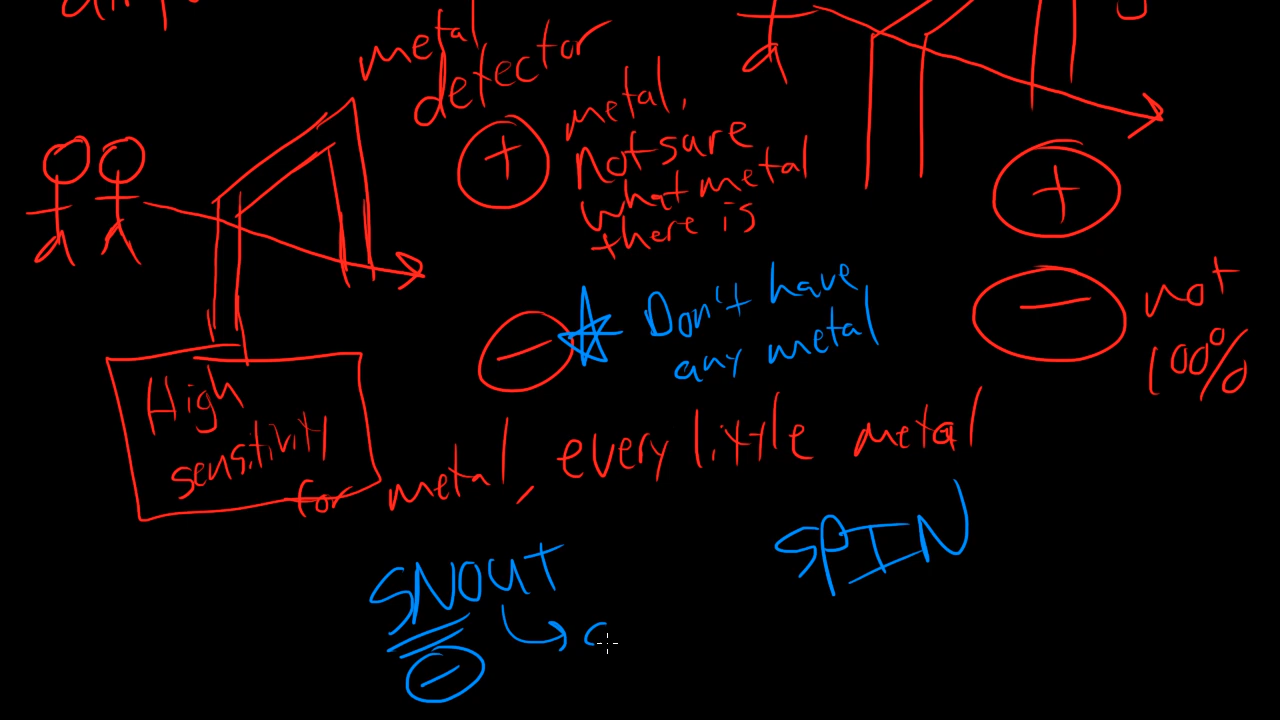 metal
detector
+
metal,
not sure
what metal
there is
+
-
Don't have
any metal
-
not
100%
High
sensitivity
for metal, every little metal
SNOUT
-
SPIN